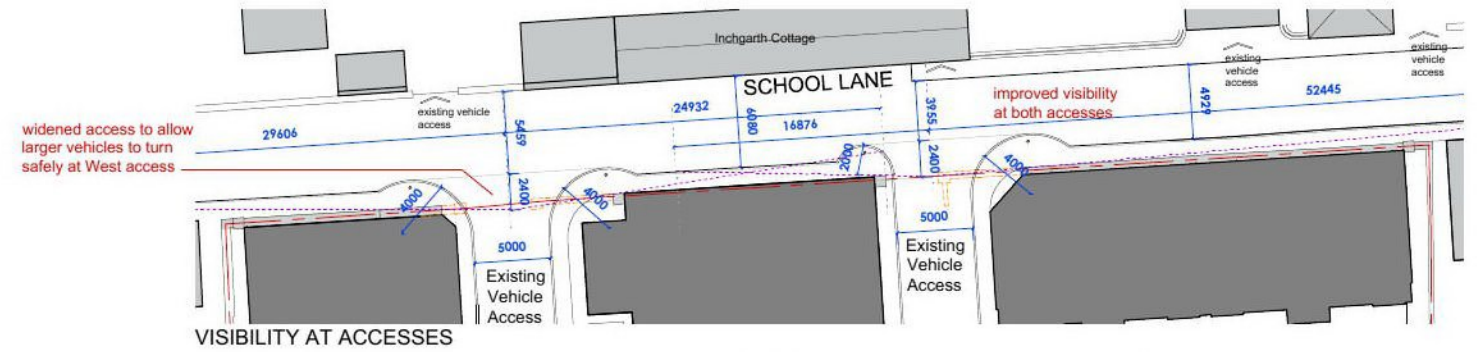 Inchgarth Cottage
SCHOOL LANE
existing vehicle
access
existing
vehicle
access
existing
vehicle
access
improved visibility
at both accesses
widened access to allow
larger vehicles to turn
safely at West access
29606
5459
24932
6080
16876
3955
4929
52445
2400
2000
2400
4000
4000
4000
5000
5000
Existing
Vehicle
Access
Existing
Vehicle
Access
VISIBILITY AT ACCESSES